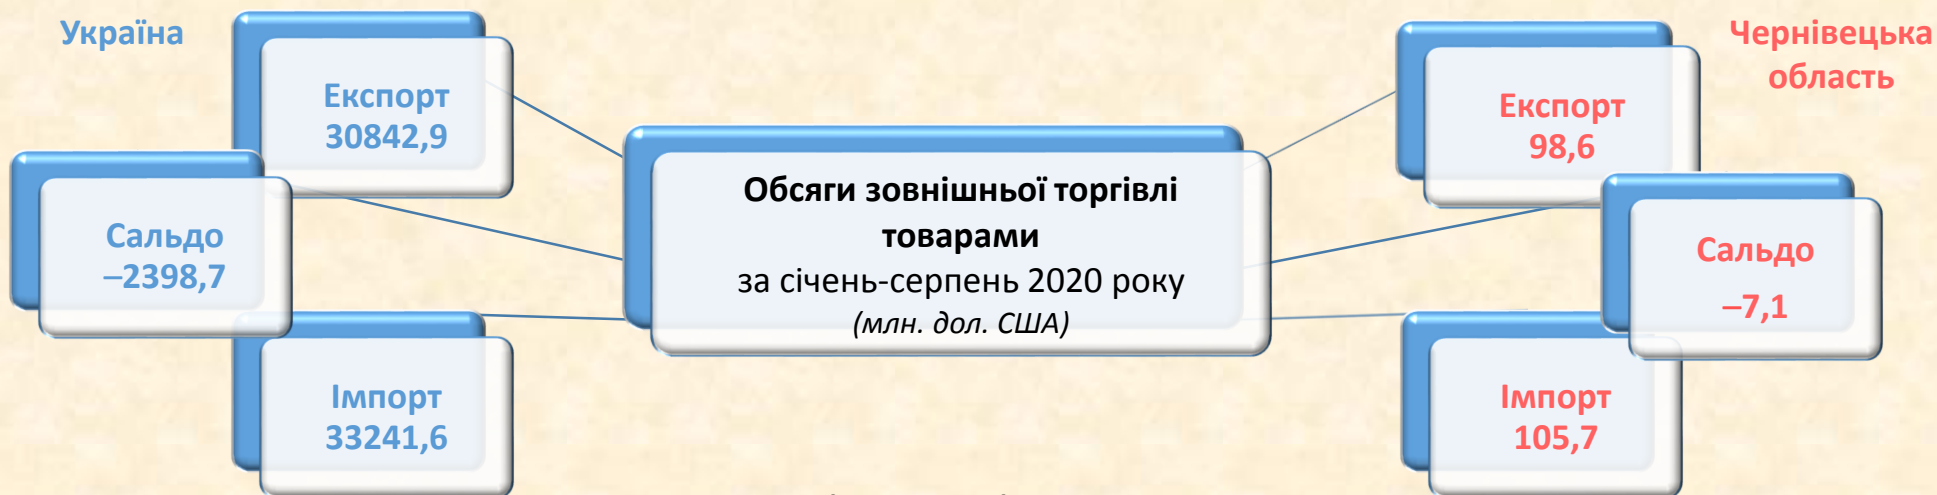 Україна
Експорт
30842,9
Сальдо
–2398,7
Імпорт
33241,6
Обсяги зовнішньої торгівлі
товарами
за січень-серпень 2020 року
(млн. дол. США)
Чернівецька
область
Експорт
98,6
Сальдо
–7,1
Імпорт
105,7